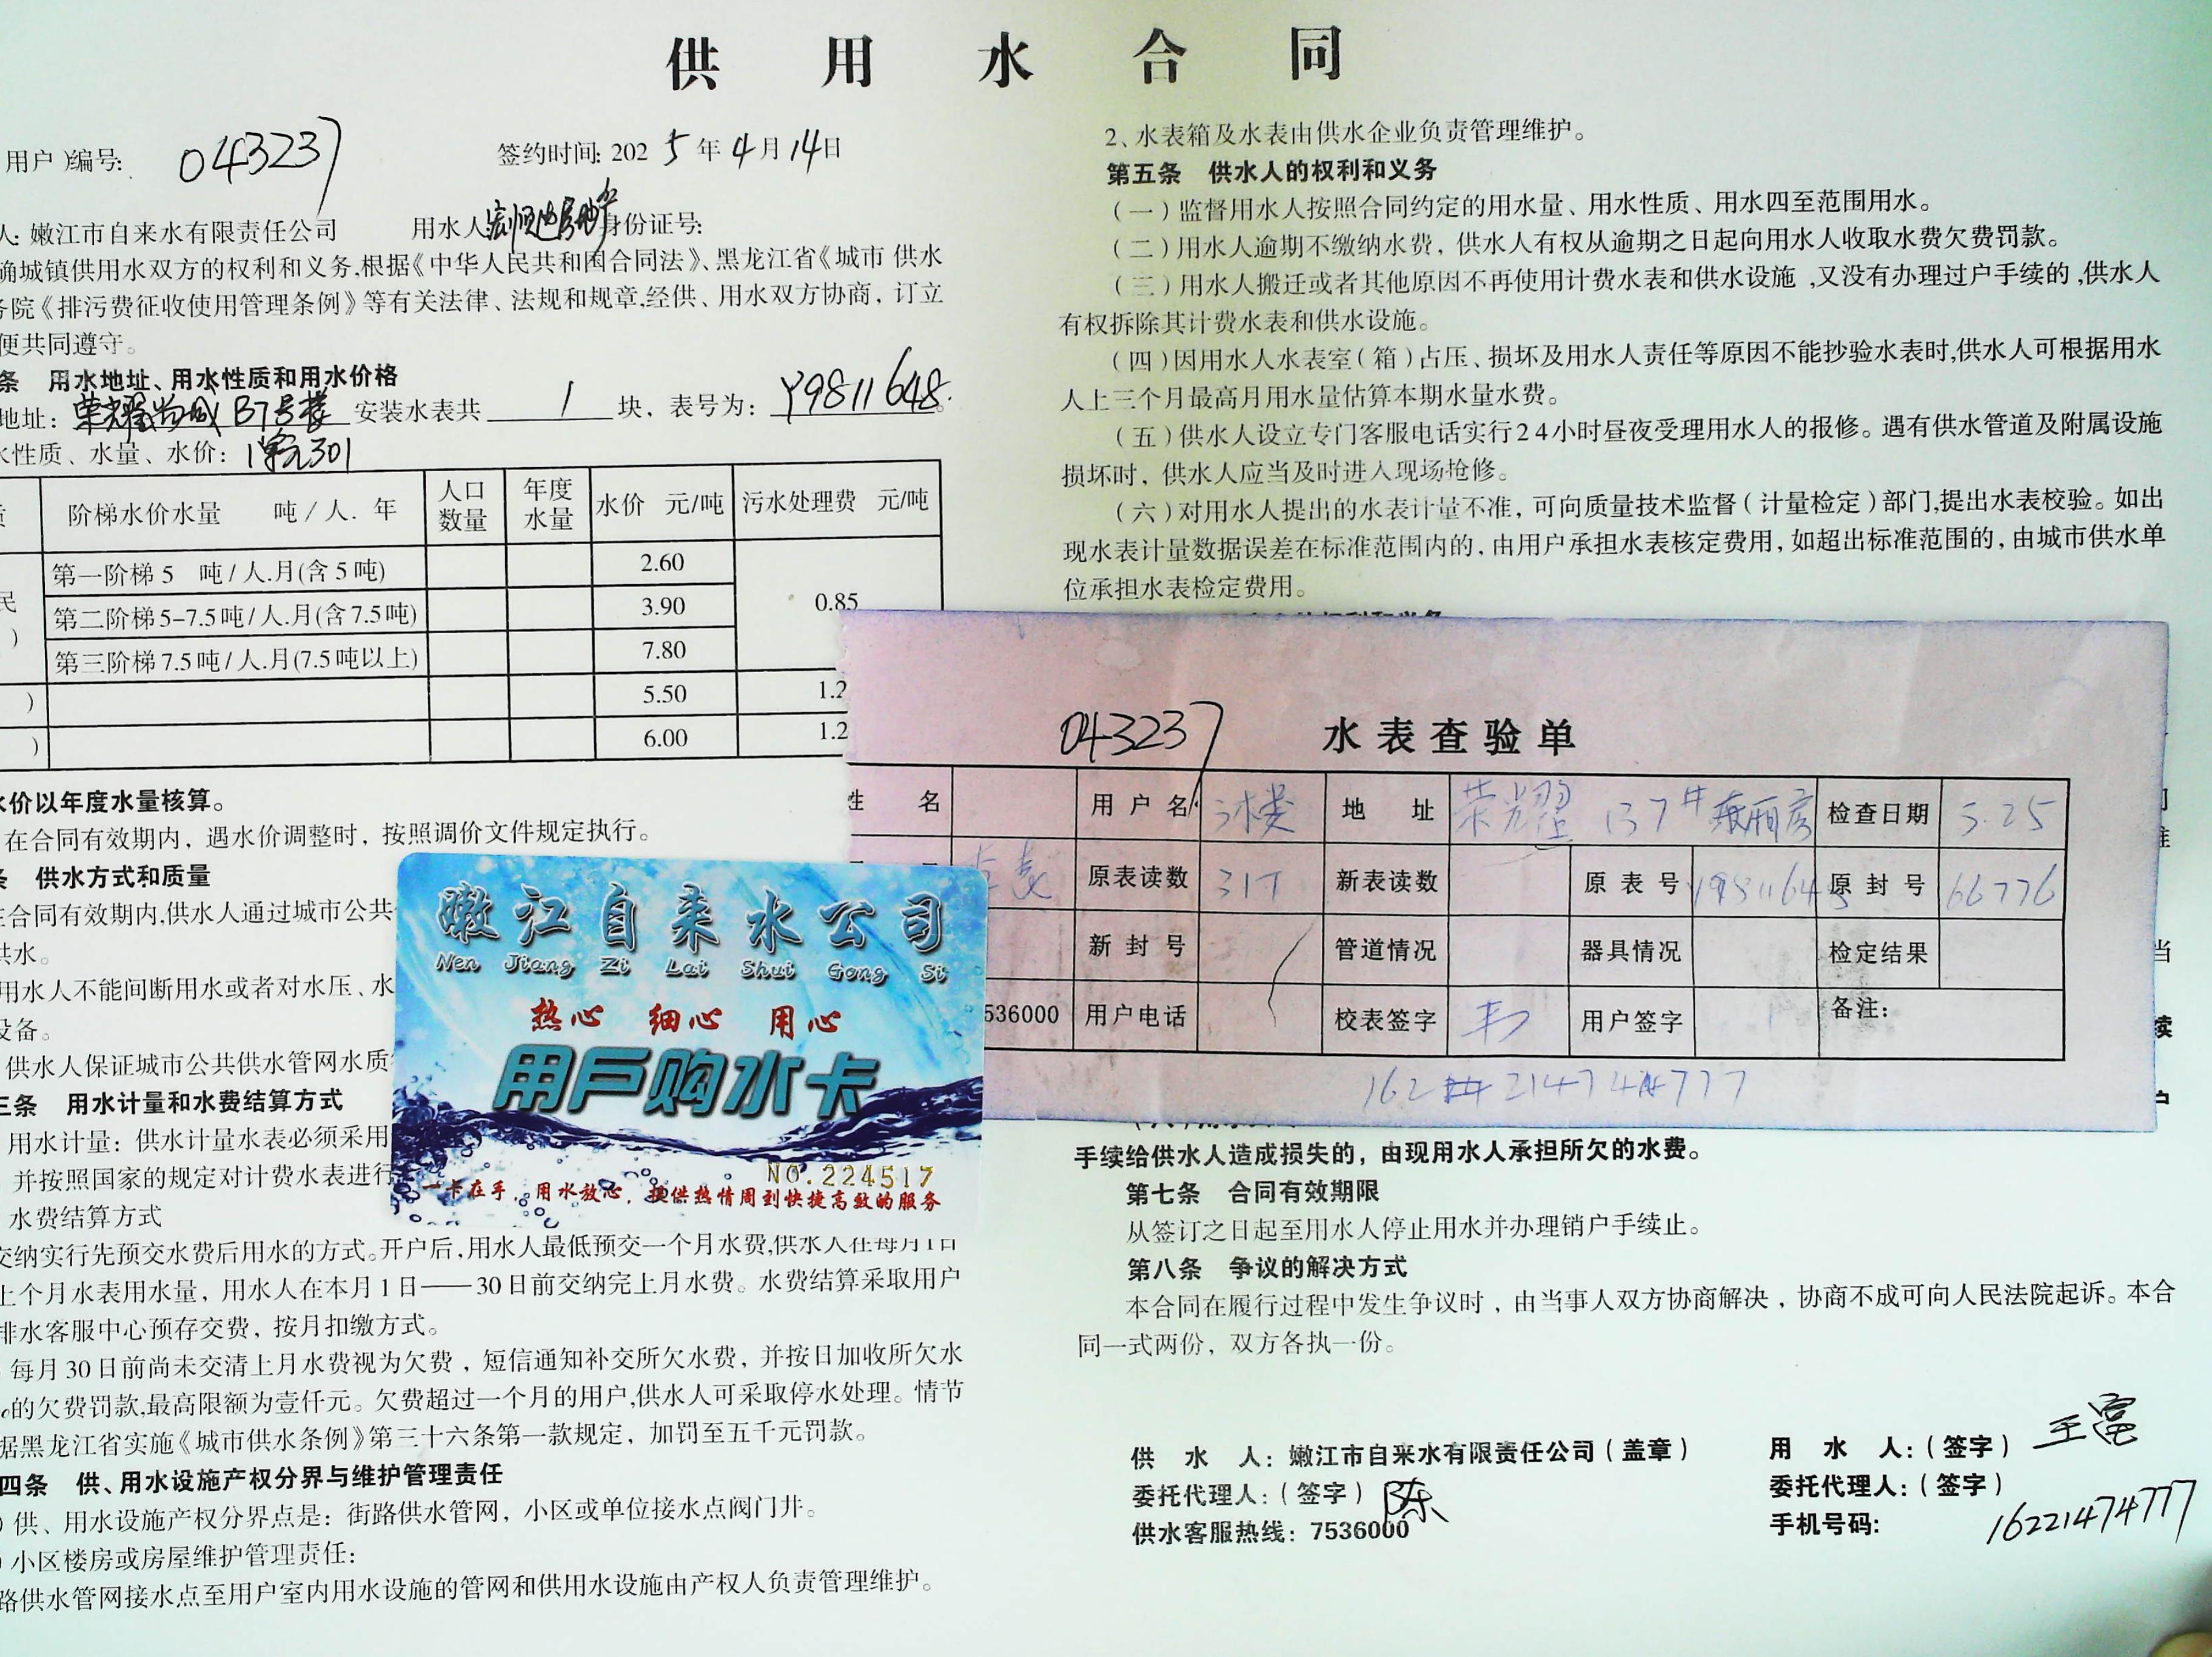 供用水合同
用户）编号: 043237 签约时间: 2025年4月14日
人: 嫩江市自来水有限责任公司 用水人 身份证号:
确城镇供用水双方的权利和义务,根据《中华人民共和国合同法》、黑龙江省《城市 供水
务院《排污费征收使用管理条例》等有关法律、法规和规章,经供、用水双方协商，订立
便共同遵守。
条 用水地址、用水性质和用水价格
地址: 荣耀尚城 B7号楼 安装水表共 1 块，表号为: Y9811648
水性质、水量、水价: 1单元301
阶梯水价水量 吨/人. 年 人口数量 年度水量 水价 元/吨 污水处理费 元/吨
民 第一阶梯 5 吨/人.月(含 5 吨) 2.60
第二阶梯 5-7.5吨/人.月(含 7.5吨) 3.90 0.85
） 第三阶梯 7.5吨/人.月(7.5吨以上) 7.80
） 5.50 1.2
） 6.00 1.2
水价以年度水量核算。
在合同有效期内，遇水价调整时，按照调价文件规定执行。
条 供水方式和质量
在合同有效期内,供水人通过城市公共
供水。
用水人不能间断用水或者对水压、水
设备。
供水人保证城市公共供水管网水质
三条 用水计量和水费结算方式
用水计量：供水计量水表必须采用
并按照国家的规定对计费水表进行
水费结算方式
交纳实行先预交水费后用水的方式。开户后,用水人最低预交一个月水费,供水人在每月1日
上个月水表用水量，用水人在本月 1 日——30 日前交纳完上月水费。水费结算采取用户
排水客服中心预存交费，按月扣缴方式。
每月 30 日前尚未交清上月水费视为欠费，短信通知补交所欠水费，并按日加收所欠水
的欠费罚款,最高限额为壹仟元。欠费超过一个月的用户,供水人可采取停水处理。情节
据黑龙江省实施《城市供水条例》第三十六条第一款规定，加罚至五千元罚款。
四条 供、用水设施产权分界与维护管理责任
）供、用水设施产权分界点是：街路供水管网，小区或单位接水点阀门井。
）小区楼房或房屋维护管理责任：
路供水管网接水点至用户室内用水设施的管网和供用水设施由产权人负责管理维护。
2、水表箱及水表由供水企业负责管理维护。
第五条 供水人的权利和义务
（一）监督用水人按照合同约定的用水量、用水性质、用水四至范围用水。
（二）用水人逾期不缴纳水费，供水人有权从逾期之日起向用水人收取水费欠费罚款。
（三）用水人搬迁或者其他原因不再使用计费水表和供水设施 ,又没有办理过户手续的 ,供水人
有权拆除其计费水表和供水设施。
（四）因用水人水表室（箱）占压、损坏及用水人责任等原因不能抄验水表时,供水人可根据用水
人上三个月最高月用水量估算本期水量水费。
（五）供水人设立专门客服电话实行24小时昼夜受理用水人的报修。遇有供水管道及附属设施
损坏时，供水人应当及时进入现场抢修。
（六）对用水人提出的水表计量不准，可向质量技术监督（计量检定）部门,提出水表校验。如出
现水表计量数据误差在标准范围内的，由用户承担水表核定费用，如超出标准范围的，由城市供水单
位承担水表检定费用。
043237 水表查验单
姓名 用户名 地址 荣耀 B7# 检查日期 5.25
原表读数 31T 新表读数 原表号 Y9811648 原封号 66776
新封号 管道情况 器具情况 检定结果
536000 用户电话 校表签字 用户签字 备注:
162 2147 4 777
嫩江自来水公司
Nen Jiang Zi Lai Shui Gong Si
热心 细心 用心
用户购水卡
NO.224517
一卡在手，用水放心，提供热情周到快捷高效的服务
手续给供水人造成损失的，由现用水人承担所欠的水费。
第七条 合同有效期限
从签订之日起至用水人停止用水并办理销户手续止。
第八条 争议的解决方式
本合同在履行过程中发生争议时，由当事人双方协商解决，协商不成可向人民法院起诉。本合
同一式两份，双方各执一份。
供 水 人：嫩江市自来水有限责任公司（盖章） 用 水 人:（签字） 王富
委托代理人:（签字） 陈 委托代理人:（签字）
供水客服热线：7536000 手机号码: 16221474777